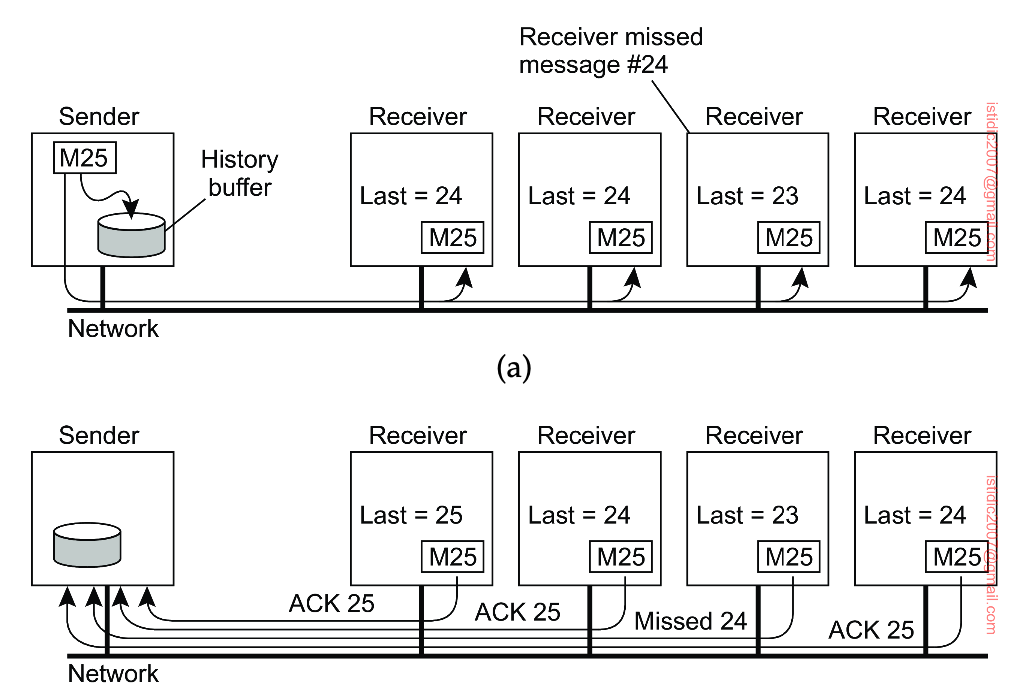 Receiver missed
message #24
Sender
Receiver
Receiver
Receiver
Receiver
M25
History
buffer
Last = 24
Last = 24
Last = 23
Last = 24
M25
M25
M25
M25
Network
(a)
Sender
Receiver
Receiver
Receiver
Receiver
Last = 25
Last = 24
Last = 23
Last = 24
M25
M25
M25
M25
ACK 25
ACK 25
Missed 24
ACK 25
Network
istidic2007@gmail.com
istidic2007@gmail.com